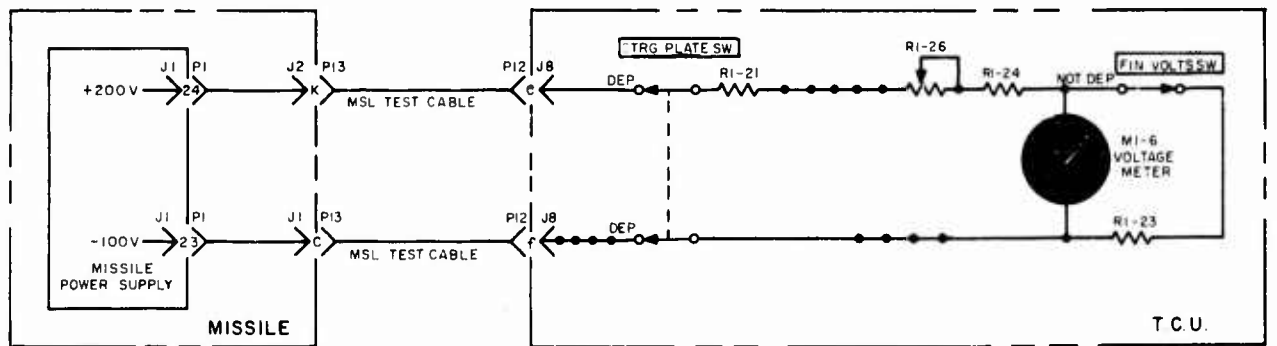 J1 P1 J2 P13 P12 J8 CTRG PLATE SW R1-26 FIN VOLTS SW
DEP R1-21 R1-24 NOT DEP
+200V 24 K MSL TEST CABLE e
M1-6
VOLTAGE
METER
J1 P1 J1 P13 P12 J8 DEP R1-23
-100V 23 C MSL TEST CABLE f
MISSILE
POWER SUPPLY
MISSILE
T.C.U.